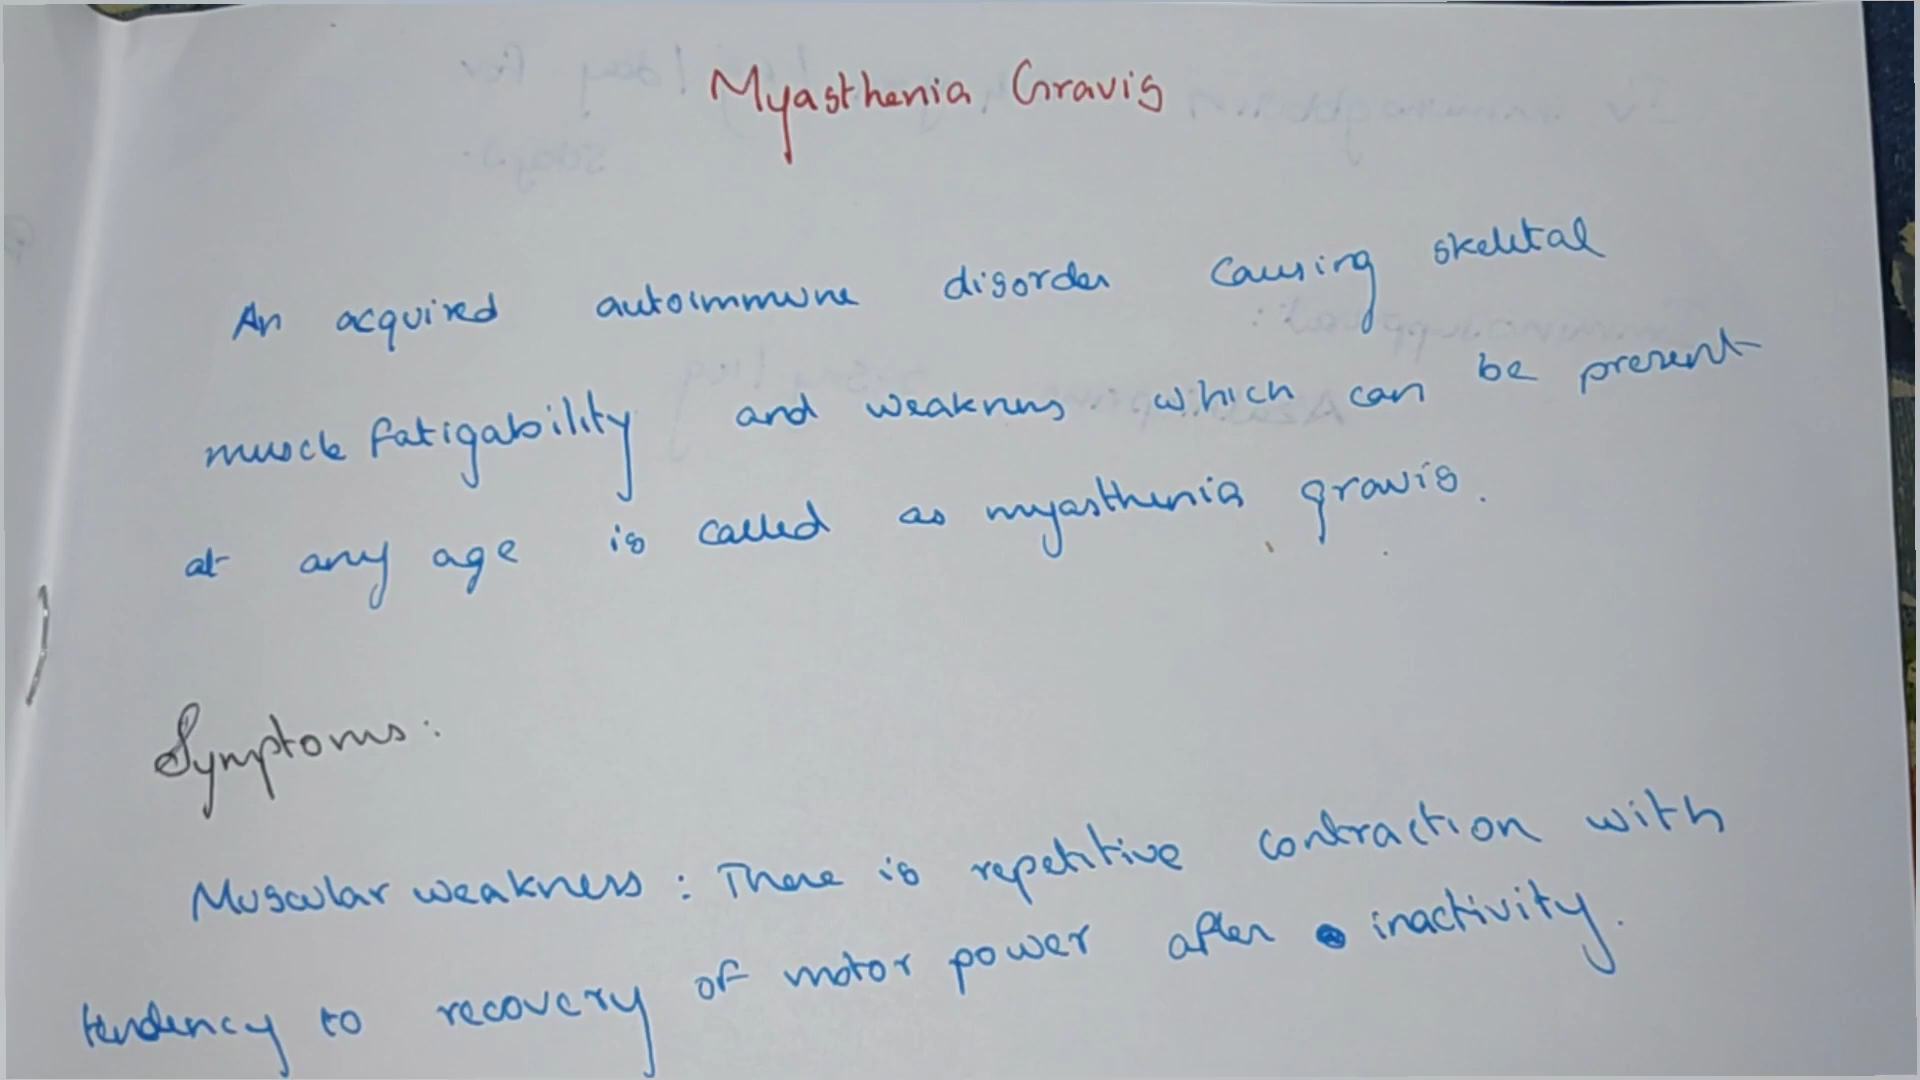 Myasthenia Gravis
An acquired autoimmune disorder causing skeletal
muscle fatigability and weakness which can be present
at any age is called as myasthenia gravis.
Symptoms:
Muscular weakness: There is repetitive contraction with
tendency to recovery of motor power after inactivity.